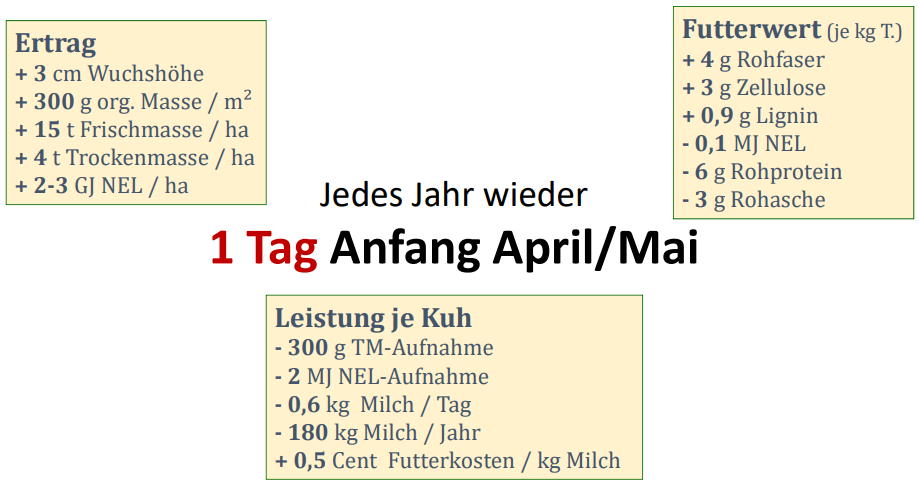 Ertrag
+ 3 cm Wuchshöhe
+ 300 g org. Masse / m²
+ 15 t Frischmasse / ha
+ 4 t Trockenmasse / ha
+ 2-3 GJ NEL / ha
Futterwert (je kg T.)
+ 4 g Rohfaser
+ 3 g Zellulose
+ 0,9 g Lignin
- 0,1 MJ NEL
- 6 g Rohprotein
- 3 g Rohasche
Jedes Jahr wieder
1 Tag Anfang April/Mai
Leistung je Kuh
- 300 g TM-Aufnahme
- 2 MJ NEL-Aufnahme
- 0,6 kg Milch / Tag
- 180 kg Milch / Jahr
+ 0,5 Cent Futterkosten / kg Milch